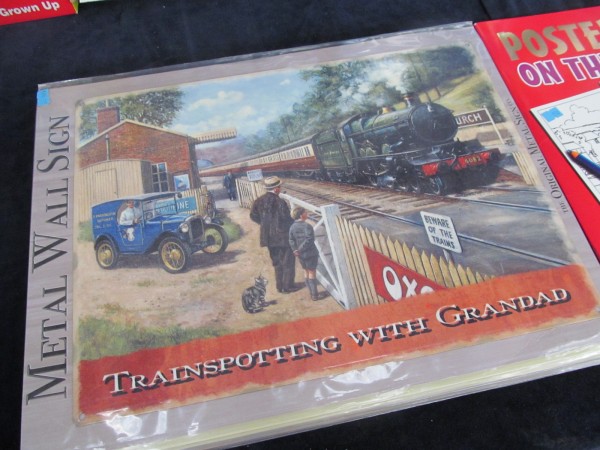 Grown Up
METAL WALL SIGN
TRAINSPOTTING WITH GRANDAD
BEWARE
OF THE
TRAINS
OXO
CHURCH
THE ORIGINAL METAL SIGN
POSTE
ON TH